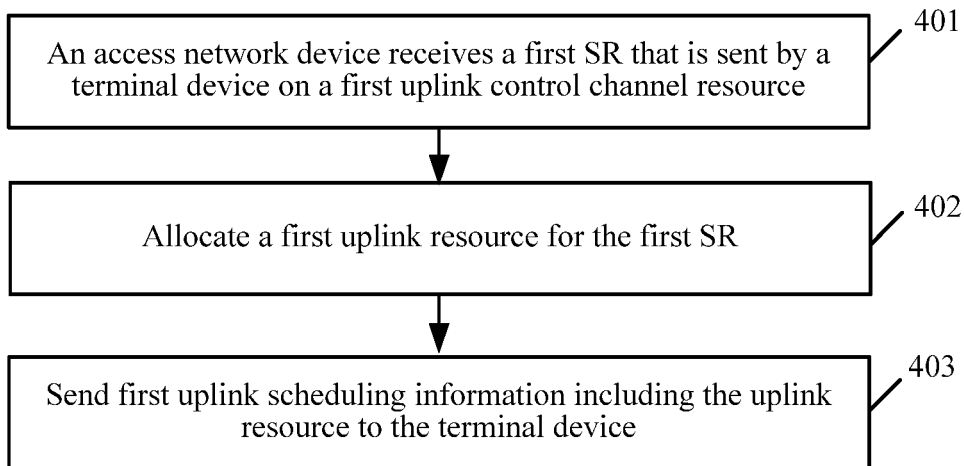 401
An access network device receives a first SR that is sent by a
terminal device on a first uplink control channel resource
402
Allocate a first uplink resource for the first SR
403
Send first uplink scheduling information including the uplink
resource to the terminal device